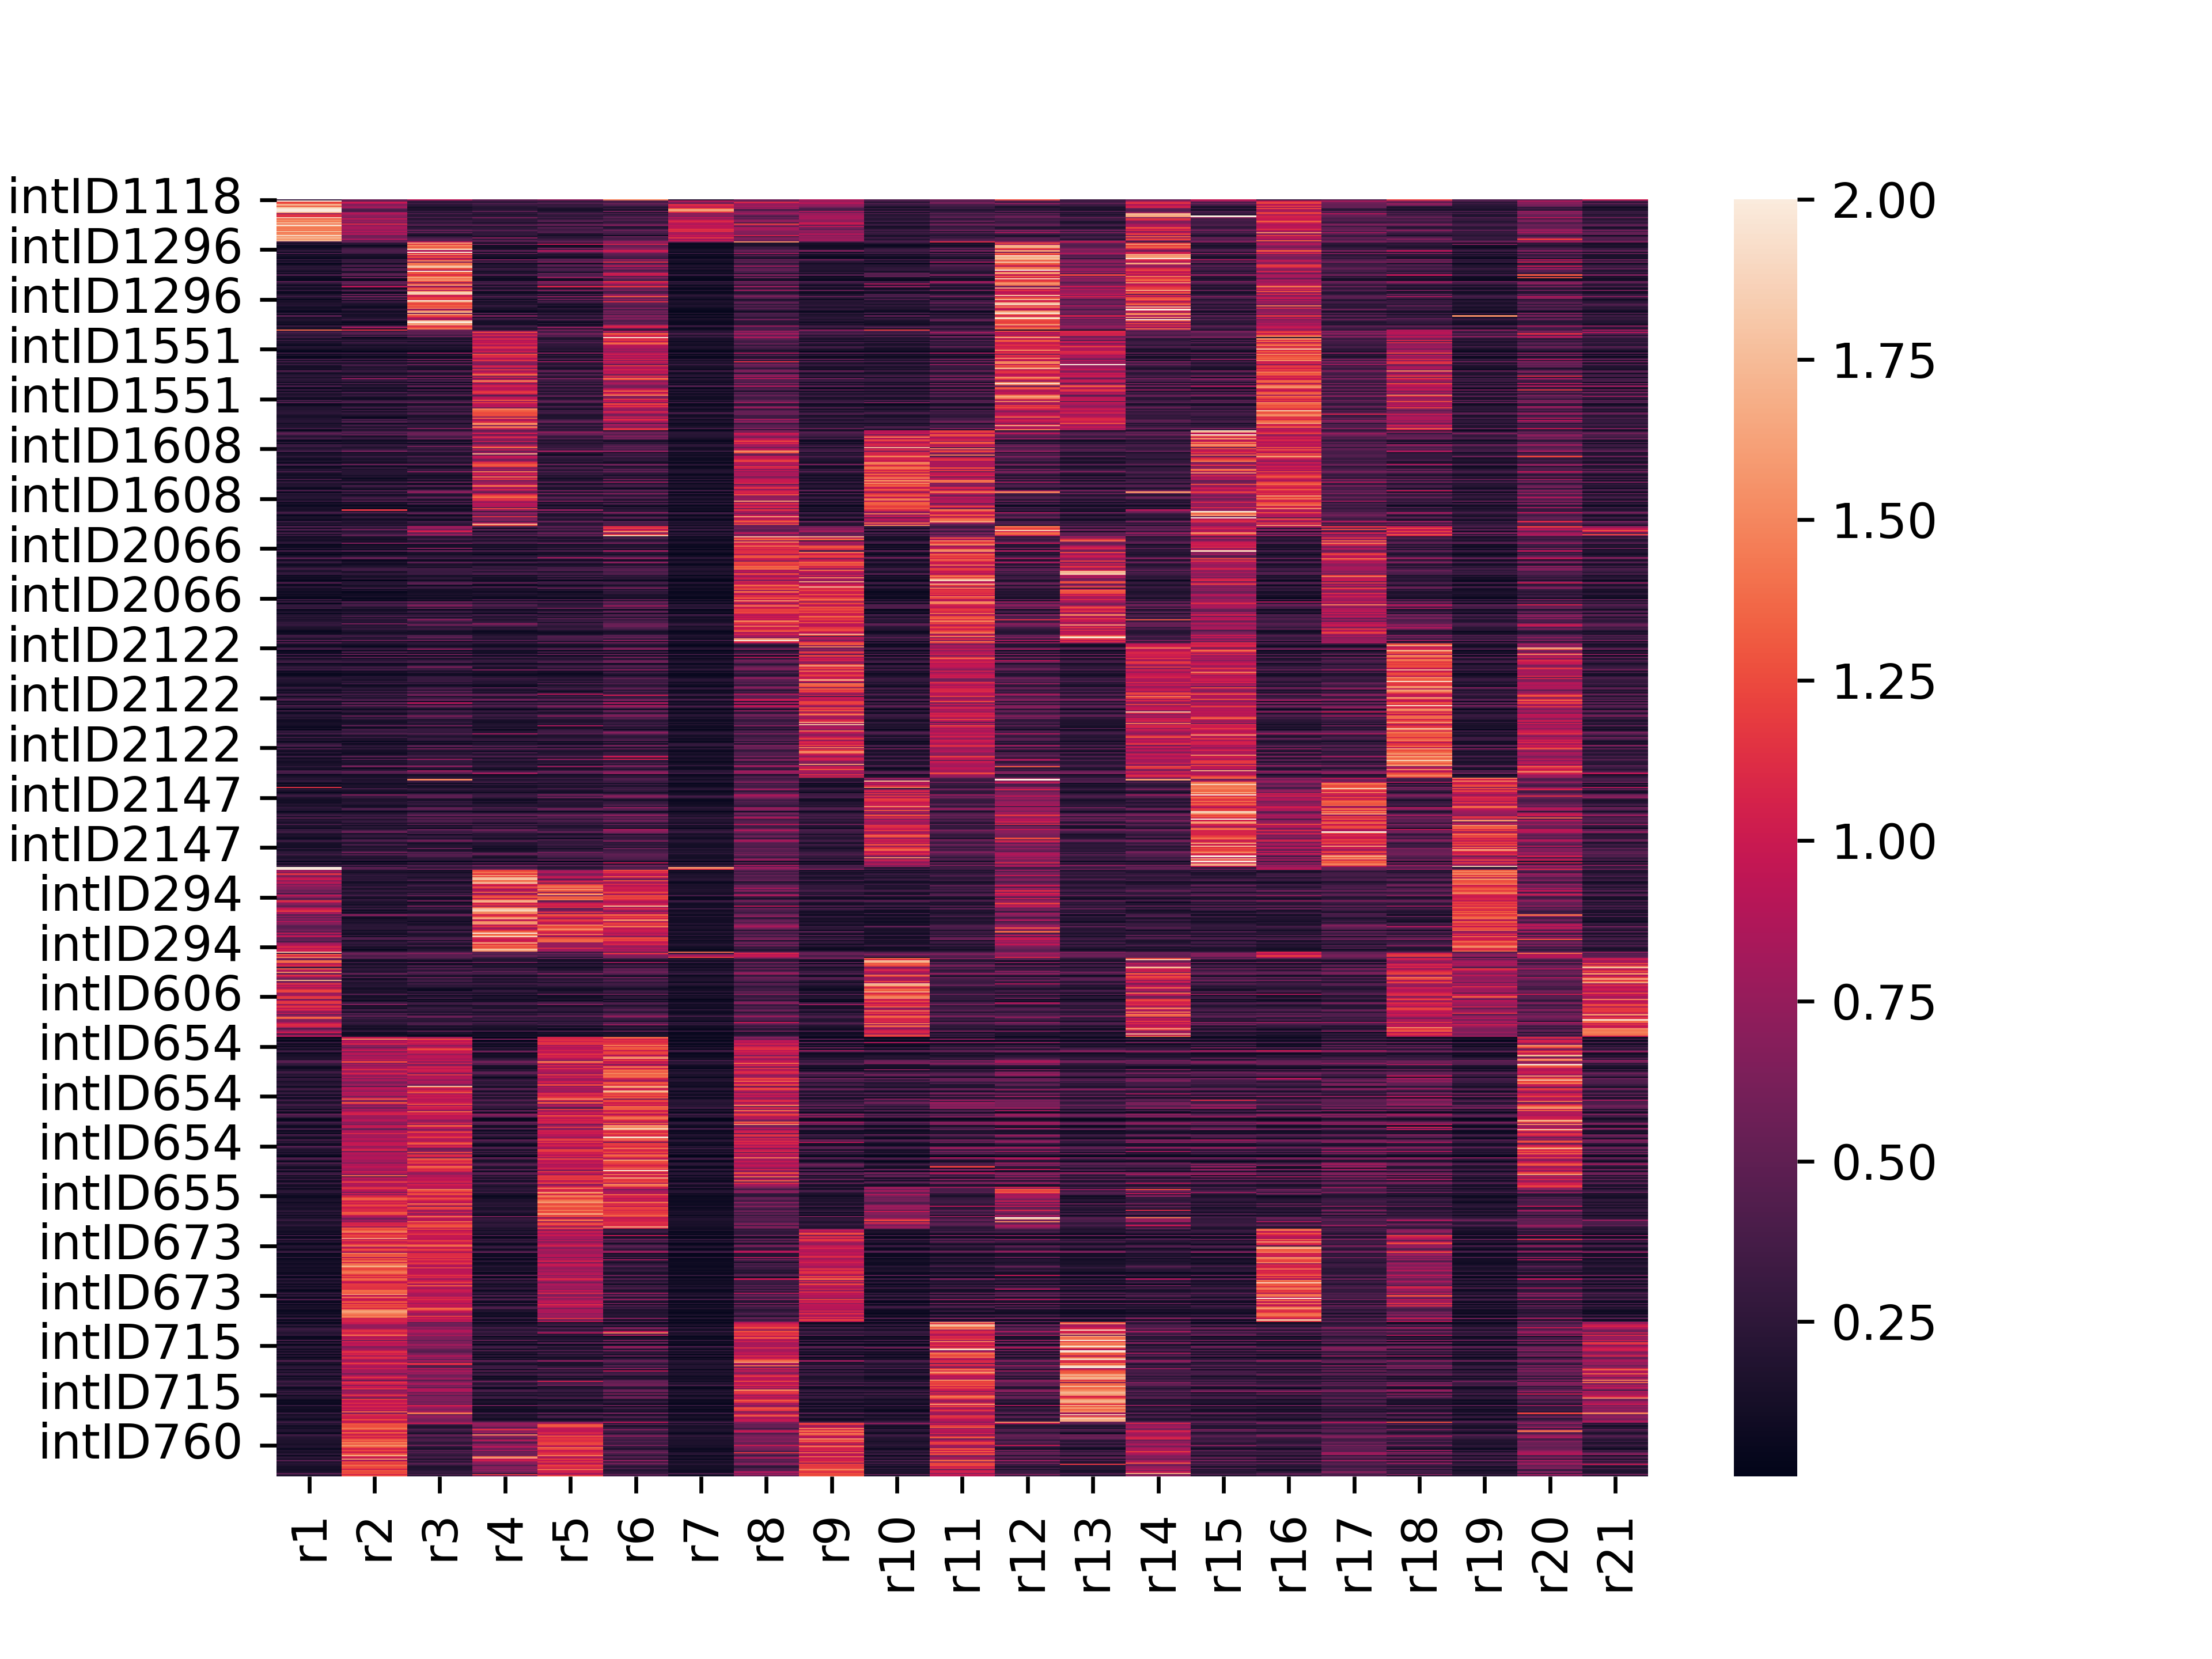 intID1118
intID1296
intID1296
intID1551
intID1551
intID1608
intID1608
intID2066
intID2066
intID2122
intID2122
intID2122
intID2147
intID2147
intID294
intID294
intID606
intID654
intID654
intID654
intID655
intID673
intID673
intID715
intID715
intID760
r1 r2 r3 r4 r5 r6 r7 r8 r9 r10 r11 r12 r13 r14 r15 r16 r17 r18 r19 r20 r21
2.00
1.75
1.50
1.25
1.00
0.75
0.50
0.25